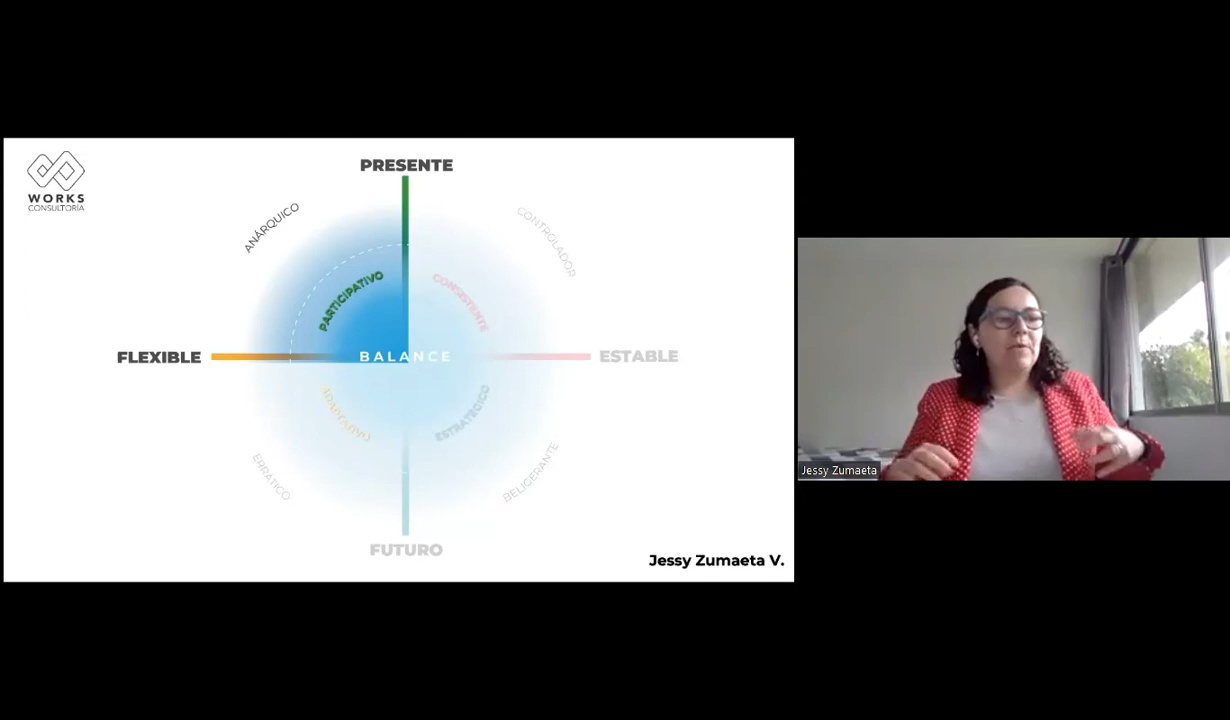 WORKS
CONSULTORÍA
PRESENTE
ANÁRQUICO
CONTROLADOR
PARTICIPATIVO
CONSISTENTE
FLEXIBLE
BALANCE
ESTABLE
ADAPTATIVO
ESTRATÉGICO
ERRÁTICO
BELIGERANTE
FUTURO
Jessy Zumaeta V.
Jessy Zumaeta